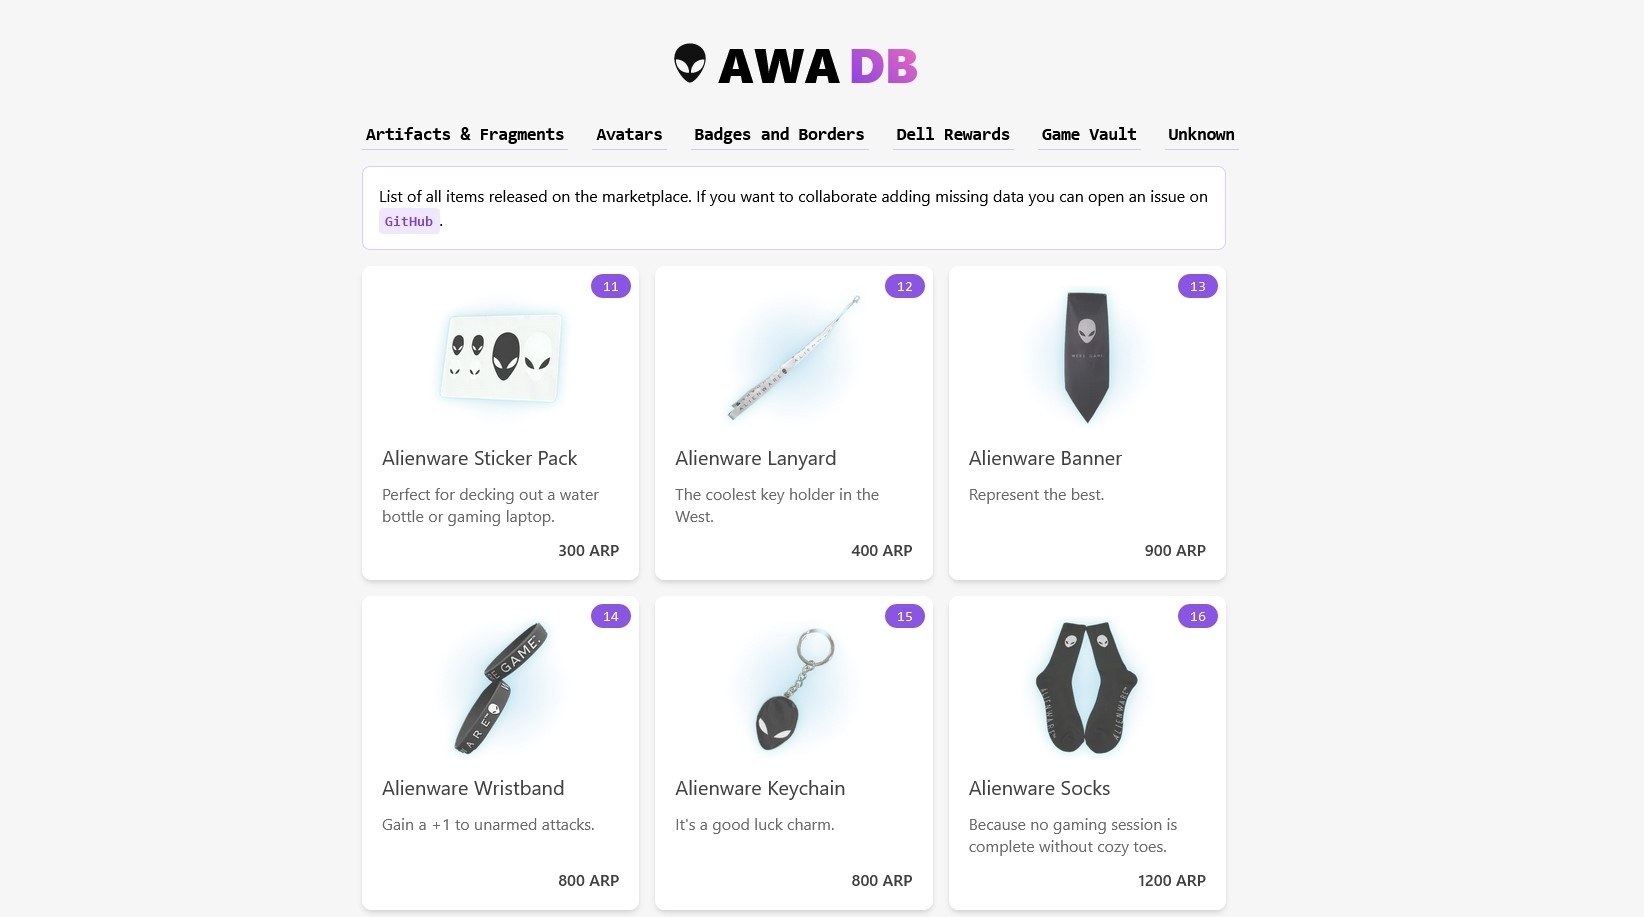 AWA DB
Artifacts & Fragments Avatars Badges and Borders Dell Rewards Game Vault Unknown
List of all items released on the marketplace. If you want to collaborate adding missing data you can open an issue on
GitHub.
11
Alienware Sticker Pack
Perfect for decking out a water
bottle or gaming laptop.
300 ARP
12
ALIENWARE
Alienware Lanyard
The coolest key holder in the
West.
400 ARP
13
Alienware Banner
Represent the best.
900 ARP
14
E GAME.
ARE™
Alienware Wristband
Gain a +1 to unarmed attacks.
800 ARP
15
Alienware Keychain
It's a good luck charm.
800 ARP
16
ALIENWARE™
ALIENWARE™
Alienware Socks
Because no gaming session is
complete without cozy toes.
1200 ARP